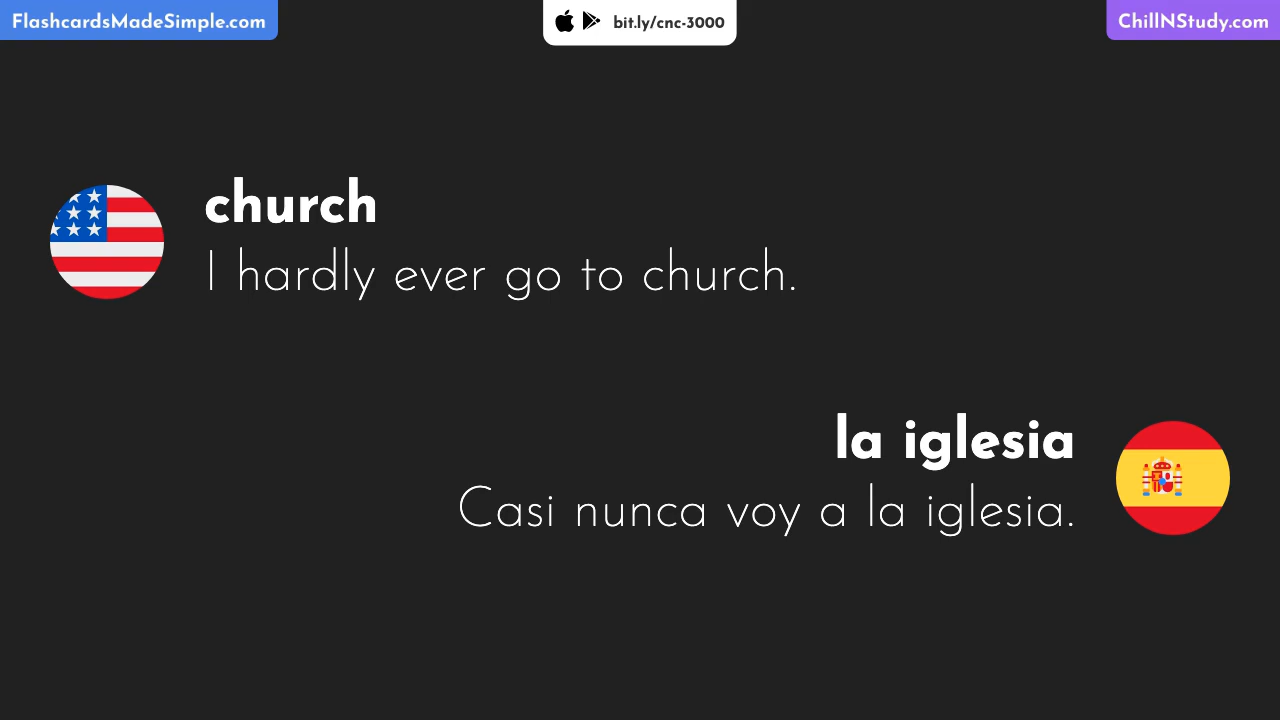 FlashcardsMadeSimple.com
bit.ly/cnc-3000
ChillNStudy.com
church
I hardly ever go to church.
la iglesia
Casi nunca voy a la iglesia.